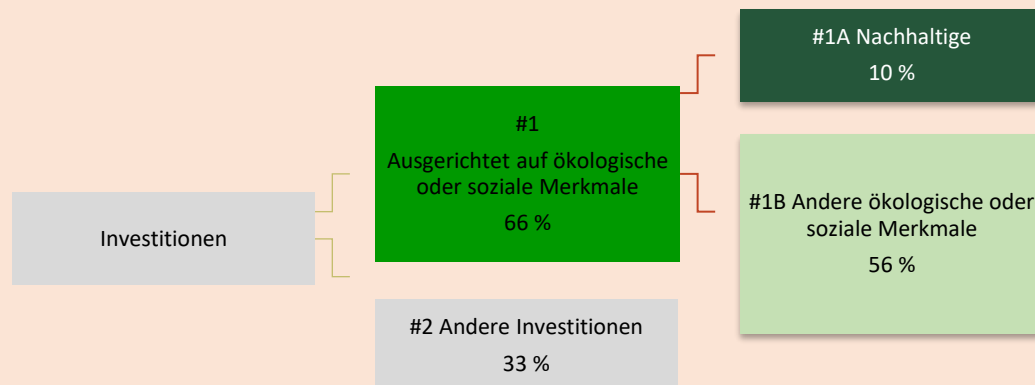 Investitionen
#1
Ausgerichtet auf ökologische
oder soziale Merkmale
66 %
#2 Andere Investitionen
33 %
#1A Nachhaltige
10 %
#1B Andere ökologische oder
soziale Merkmale
56 %